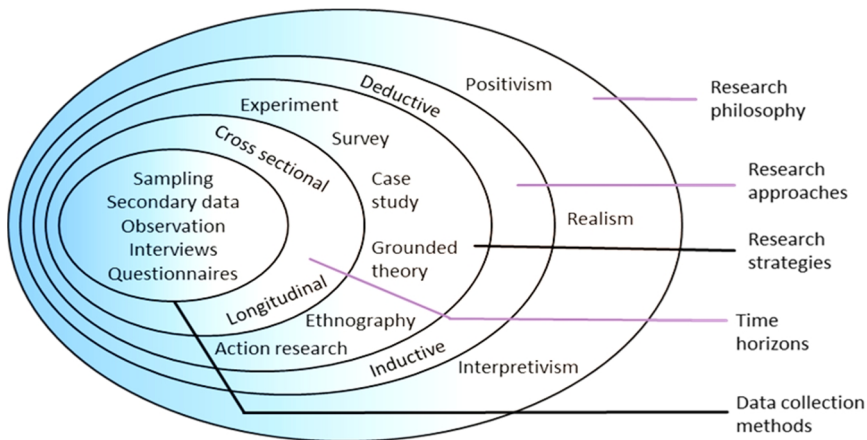 Positivism
Deductive
Experiment
Survey
Cross sectional
Case
study
Sampling
Secondary data
Observation
Interviews
Questionnaires
Realism
Grounded
theory
Longitudinal
Ethnography
Action research
Inductive
Interpretivism
Research
philosophy
Research
approaches
Research
strategies
Time
horizons
Data collection
methods